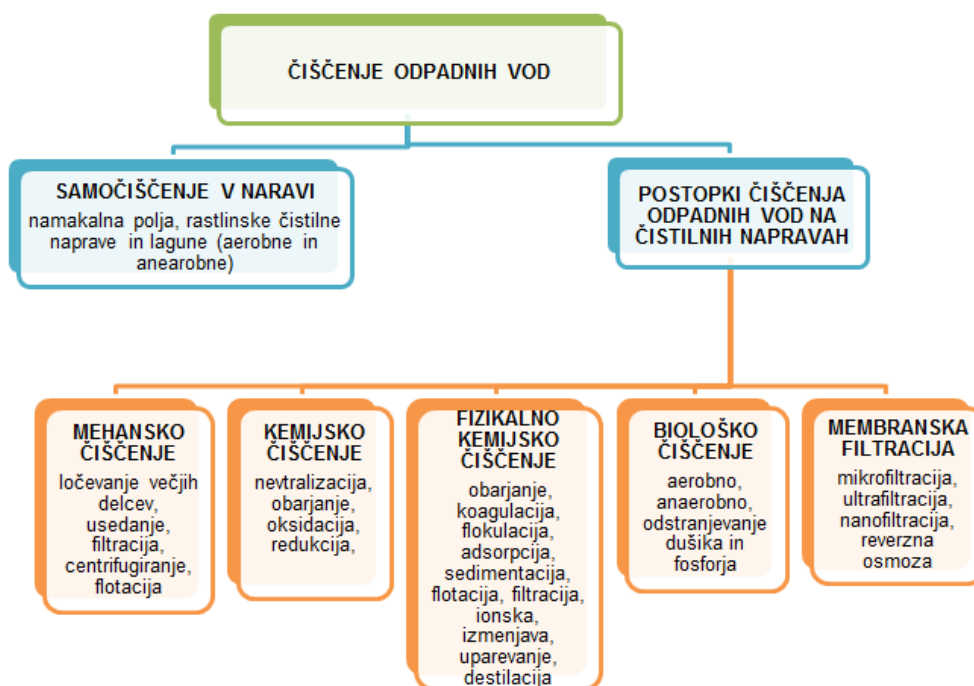 ČIŠČENJE ODPADNIH VOD
SAMOČIŠČENJE V NARAVI
namakalna polja, rastlinske čistilne
naprave in lagune (aerobne in
anearobne)
POSTOPKI ČIŠČENJA
ODPADNIH VOD NA
ČISTILNIH NAPRAVAH
MEHANSKO
ČIŠČENJE
ločevanje večjih
delcev,
usedanje,
filtracija,
centrifugiranje,
flotacija
KEMIJSKO
ČIŠČENJE
nevtralizacija,
obarjanje,
oksidacija,
redukcija,
FIZIKALNO
KEMIJSKO
ČIŠČENJE
obarjanje,
koagulacija,
flokulacija,
adsorpcija,
sedimentacija,
flotacija, filtracija,
ionska,
izmenjava,
uparevanje,
destilacija
BIOLOŠKO
ČIŠČENJE
aerobno,
anaerobno,
odstranjevanje
dušika in
fosforja
MEMBRANSKA
FILTRACIJA
mikrofiltracija,
ultrafiltracija,
nanofiltracija,
reverzna
osmoza